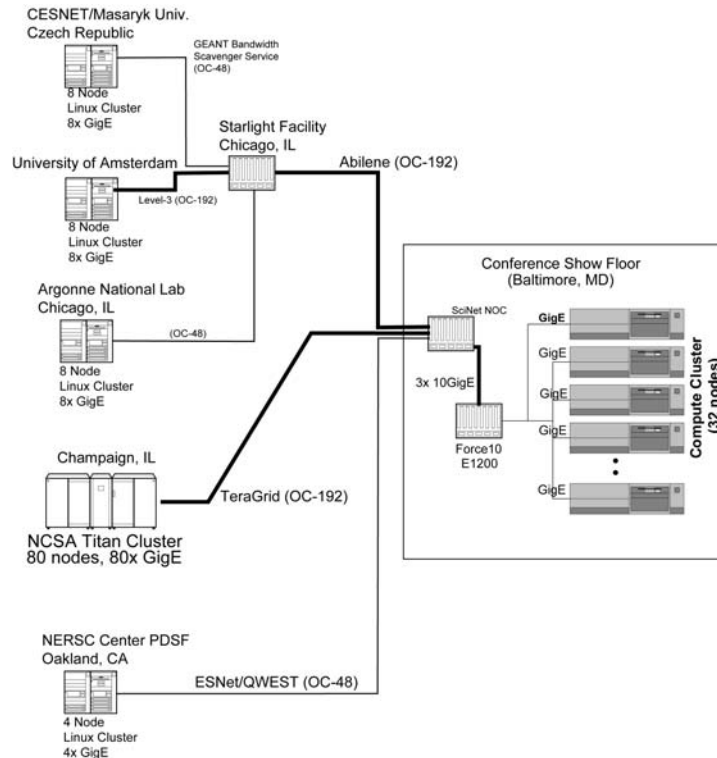 CESNET/Masaryk Univ.
Czech Republic
GEANT Bandwidth
Scavenger Service
(OC-48)
8 Node
Linux Cluster
8x GigE
Starlight Facility
Chicago, IL
University of Amsterdam
Abilene (OC-192)
Level-3 (OC-192)
8 Node
Linux Cluster
8x GigE
Argonne National Lab
Chicago, IL
(OC-48)
8 Node
Linux Cluster
8x GigE
Conference Show Floor
(Baltimore, MD)
SciNet NOC
GigE
GigE
GigE
GigE
GigE
3x 10GigE
Force10
E1200
Compute Cluster
(32 nodes)
Champaign, IL
TeraGrid (OC-192)
NCSA Titan Cluster
80 nodes, 80x GigE
NERSC Center PDSF
Oakland, CA
ESNet/QWEST (OC-48)
4 Node
Linux Cluster
4x GigE